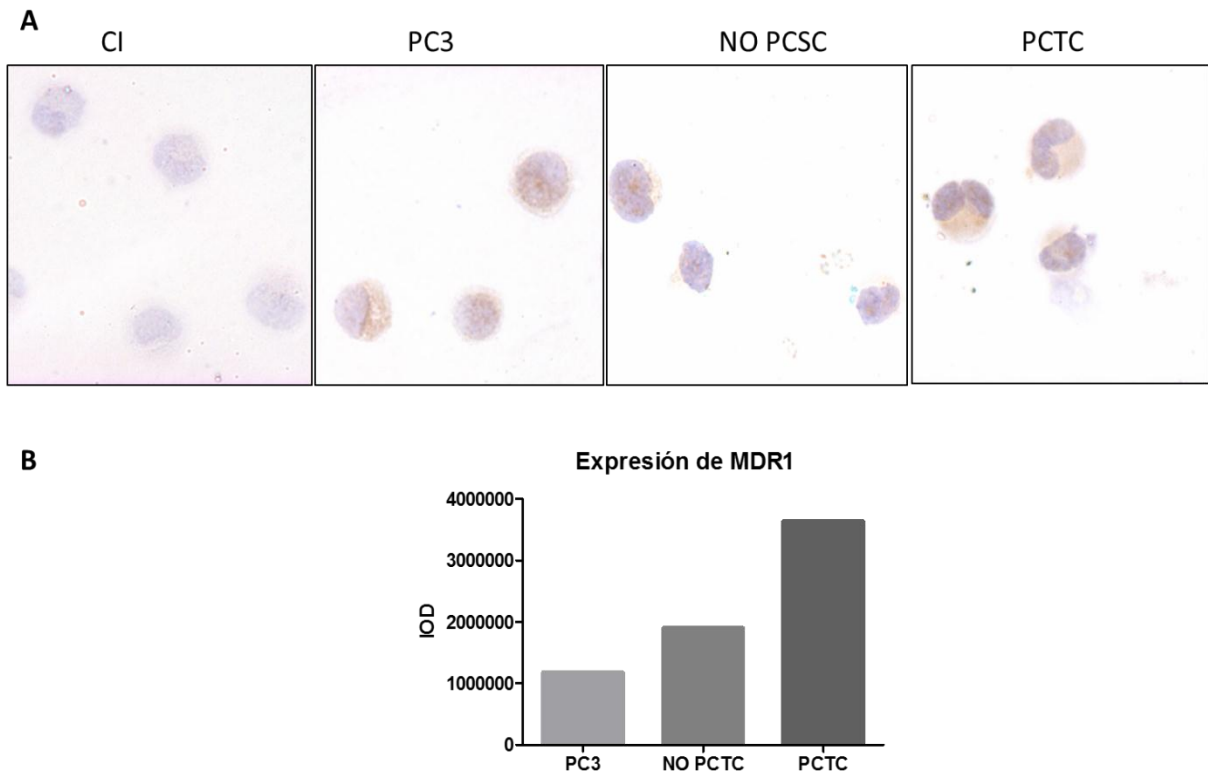 A
CI PC3 NO PCSC PCTC
B
Expresión de MDR1
4000000
3000000
2000000
1000000
0
IOD
PC3 NO PCTC PCTC